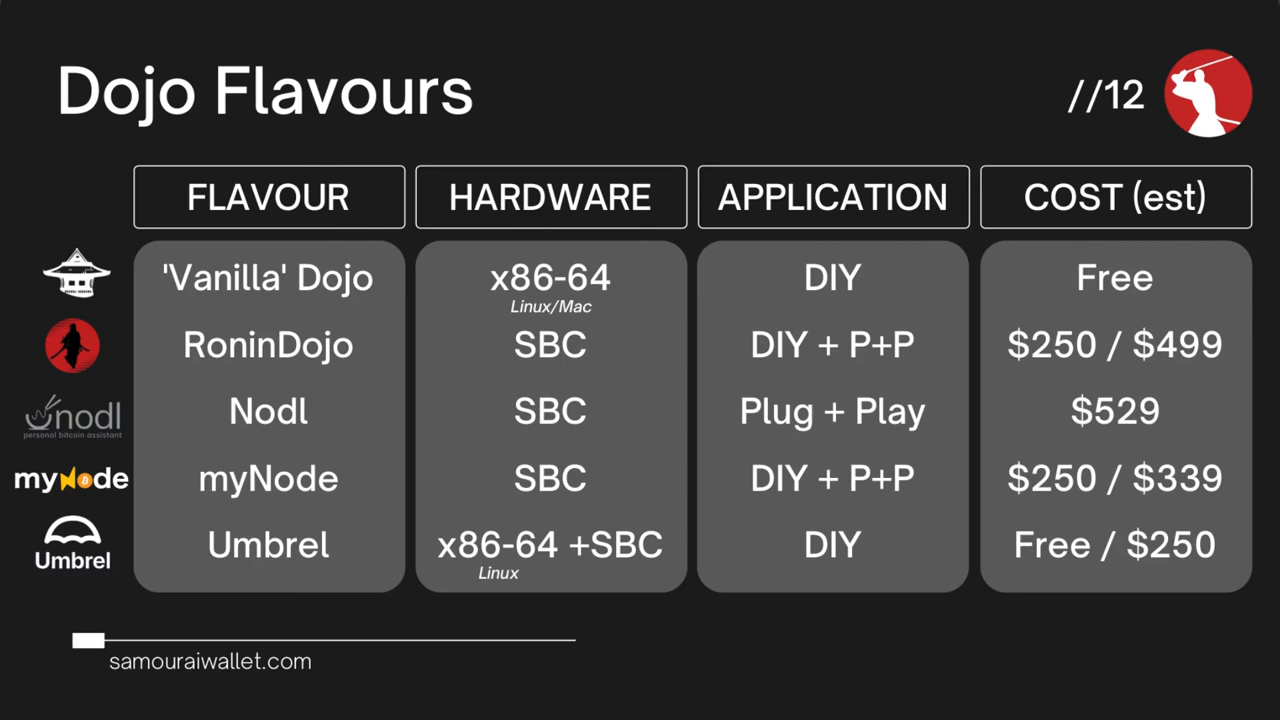 Dojo Flavours
//12
FLAVOUR HARDWARE APPLICATION COST (est)
'Vanilla' Dojo x86-64 DIY Free
Linux/Mac
RoninDojo SBC DIY + P+P $250 / $499
nodl
personal bitcoin assistant
Nodl SBC Plug + Play $529
myNode
myNode SBC DIY + P+P $250 / $339
Umbrel
Umbrel x86-64 +SBC DIY Free / $250
Linux
samouraiwallet.com